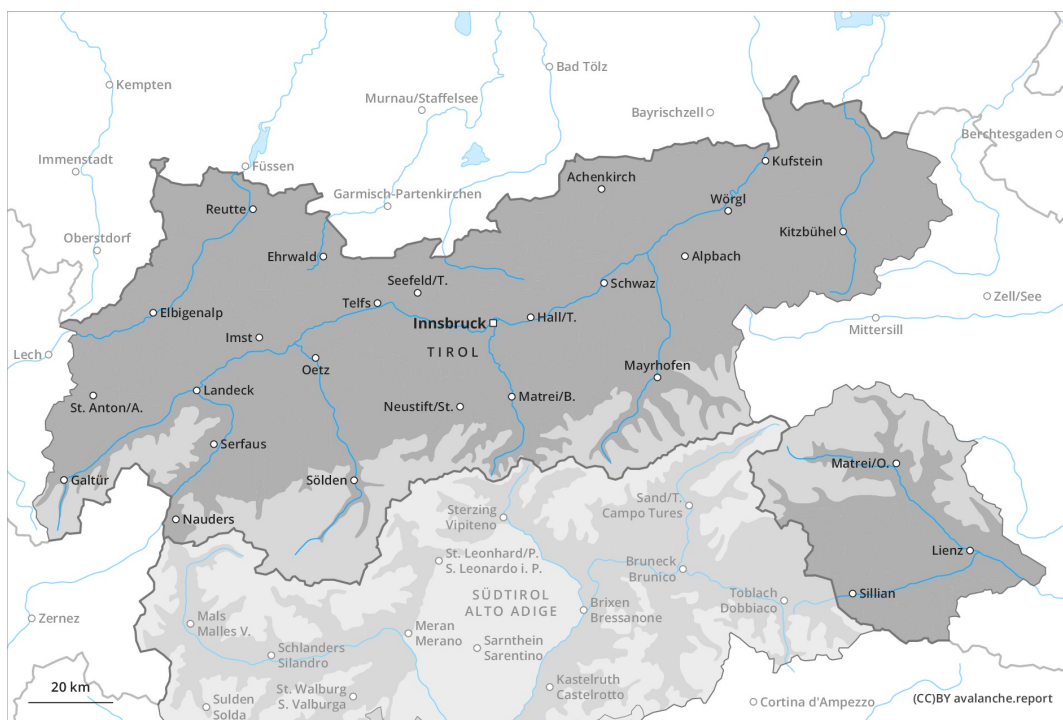 Kempten
Bad Tölz
Murnau/Staffelsee
Bayrischzell
Berchtesgaden
Immenstadt
Füssen
Kufstein
Achenkirch
Garmisch-Partenkirchen
Wörgl
Reutte
Kitzbühel
Oberstdorf
Ehrwald
Alpbach
Seefeld/T.
Schwaz
Zell/See
Telfs
Elbigenalp
Innsbruck
Hall/T.
Mittersill
Imst
TIROL
Lech
Oetz
Mayrhofen
Landeck
St. Anton/A.
Neustift/St.
Matrei/B.
Serfaus
Matrei/O.
Galtür
Sölden
Sand/T.
Campo Tures
Sterzing
Vipiteno
Nauders
Lienz
St. Leonhard/P.
S. Leonardo i. P.
Bruneck
Brunico
SÜDTIROL
ALTO ADIGE
Toblach
Dobbiaco
Sillian
Brixen
Bressanone
Zernez
Mals
Malles V.
Meran
Merano
Sarnthein
Sarentino
Schlanders
Silandro
Kastelruth
Castelrotto
20 km
St. Walburg
S. Valburga
Sulden
Solda
Cortina d'Ampezzo
(CC)BY avalanche.report